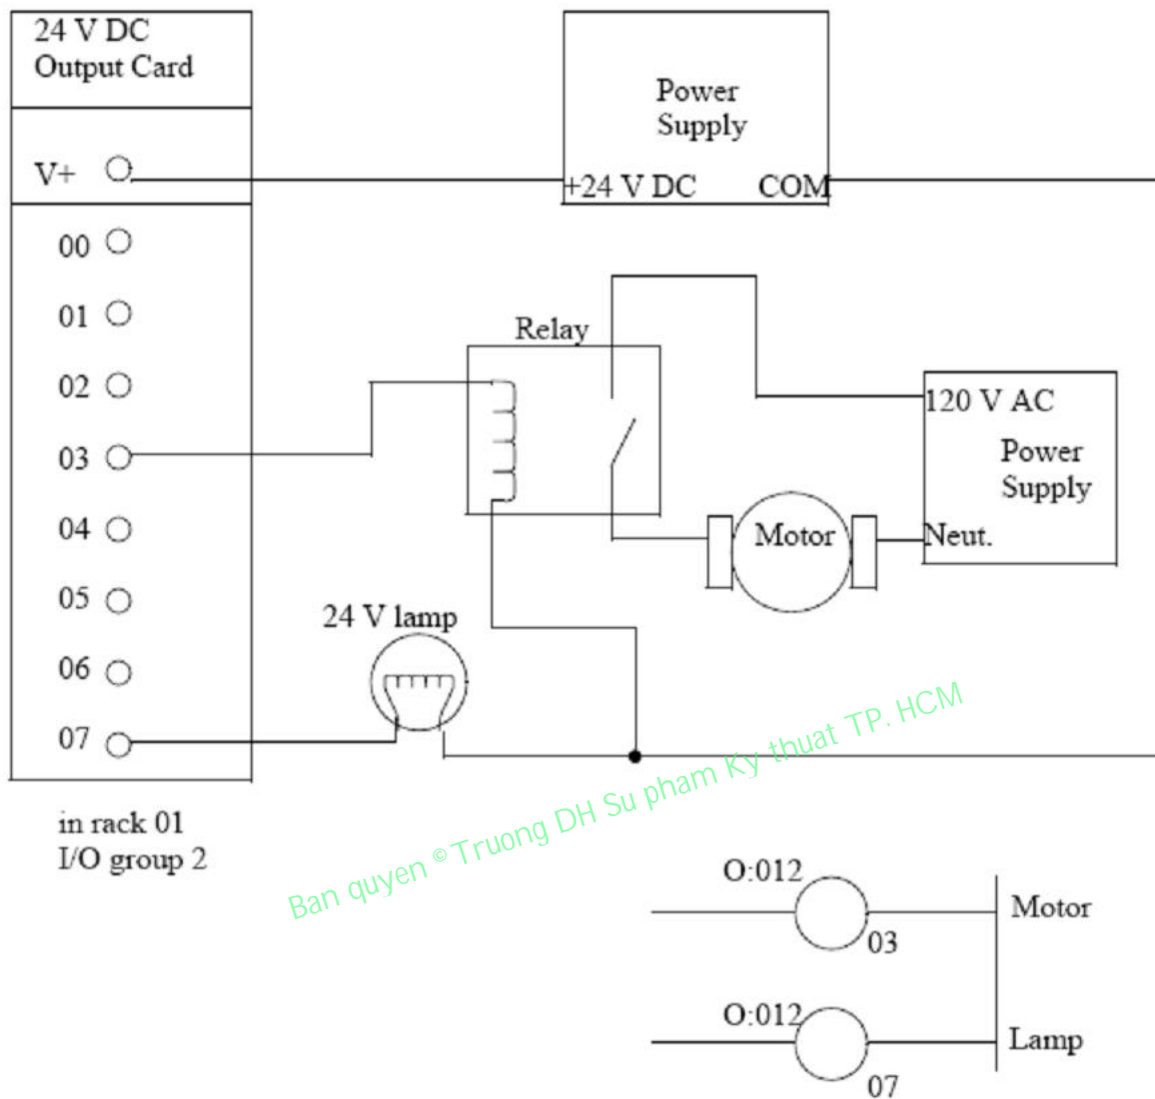 24 V DC
Output Card
V+
00
01
02
03
04
05
06
07
in rack 01
I/O group 2
Power
Supply
+24 V DC COM
Relay
120 V AC
Power
Supply
Motor
Neut.
24 V lamp
Ban quyen © Truong DH Su pham Ky thuat TP. HCM
O:012
03
Motor
O:012
07
Lamp